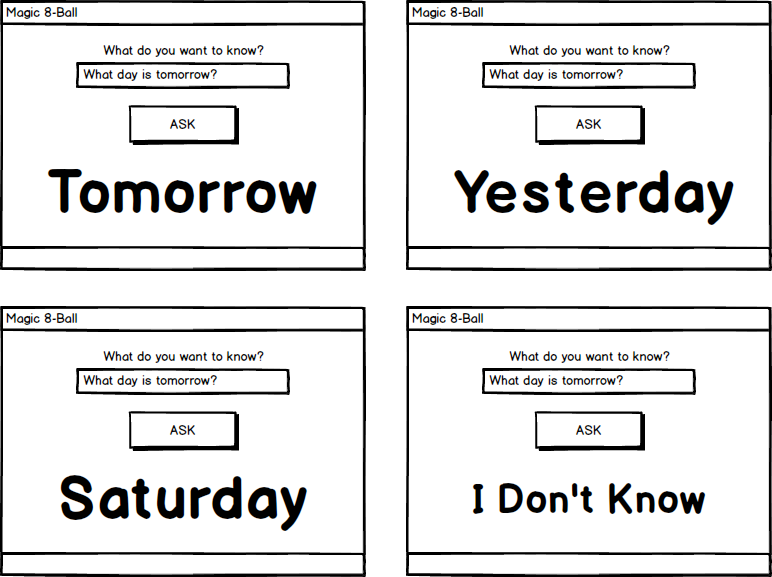 Magic 8-Ball
What do you want to know?
What day is tomorrow?
ASK
Tomorrow
Magic 8-Ball
What do you want to know?
What day is tomorrow?
ASK
Yesterday
Magic 8-Ball
What do you want to know?
What day is tomorrow?
ASK
Saturday
Magic 8-Ball
What do you want to know?
What day is tomorrow?
ASK
I Don't Know